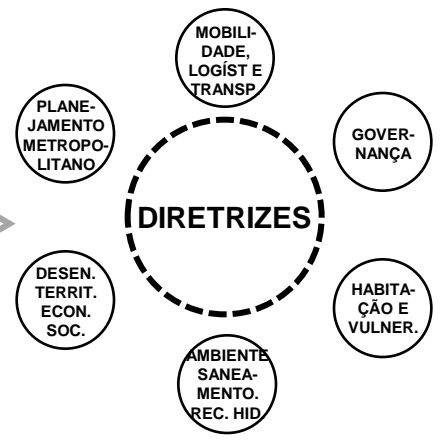 MOBILI-
DADE,
LOGÍST E
TRANSP.
PLANE-
JAMENTO
METROPO-
LITANO
GOVER-
NANÇA
DIRETRIZES
DESEN.
TERRIT.
ECON.
SOC.
HABITA-
ÇÃO E
VULNER.
AMBIENTE
SANEA-
MENTO.
REC. HID.